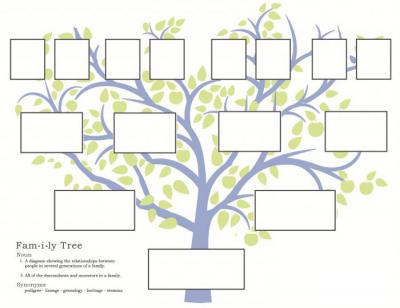 Fam·i·ly Tree
Noun
1. A diagram showing the relationships between
people in several generations of a family.
2. All of the descendants and ancestors in a family.
Synonyms
pedigree - lineage - genealogy - heritage - stemma